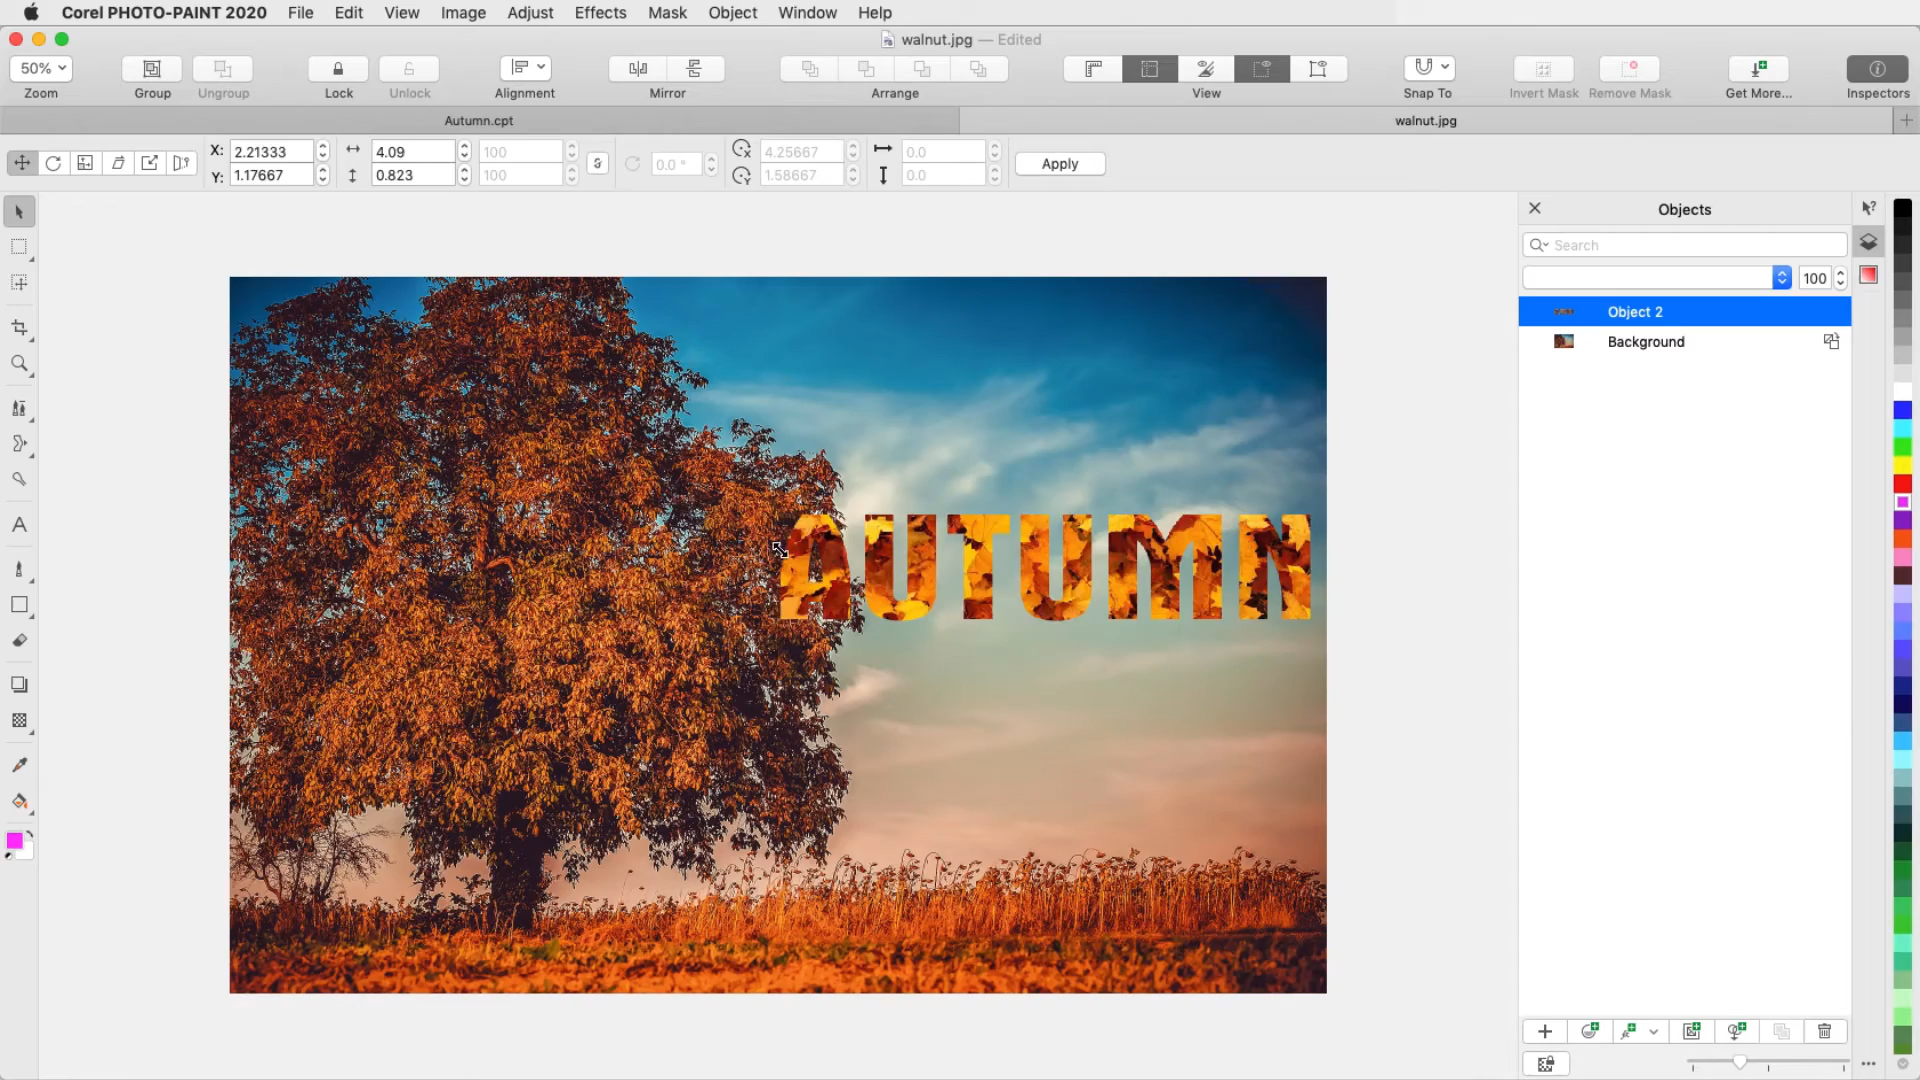 Corel PHOTO-PAINT 2020 File Edit View Image Adjust Effects Mask Object Window Help
walnut.jpg — Edited
50%
Zoom Group Ungroup Lock Unlock Alignment Mirror Arrange View Snap To Invert Mask Remove Mask Get More... Inspectors
Autumn.cpt walnut.jpg
X: 2.21333 4.09 100 4.25667 0.0
0.0 ° Apply
Y: 1.17667 0.823 100 1.58667 0.0
Objects
Search
100
Object 2
Background
AUTUMN